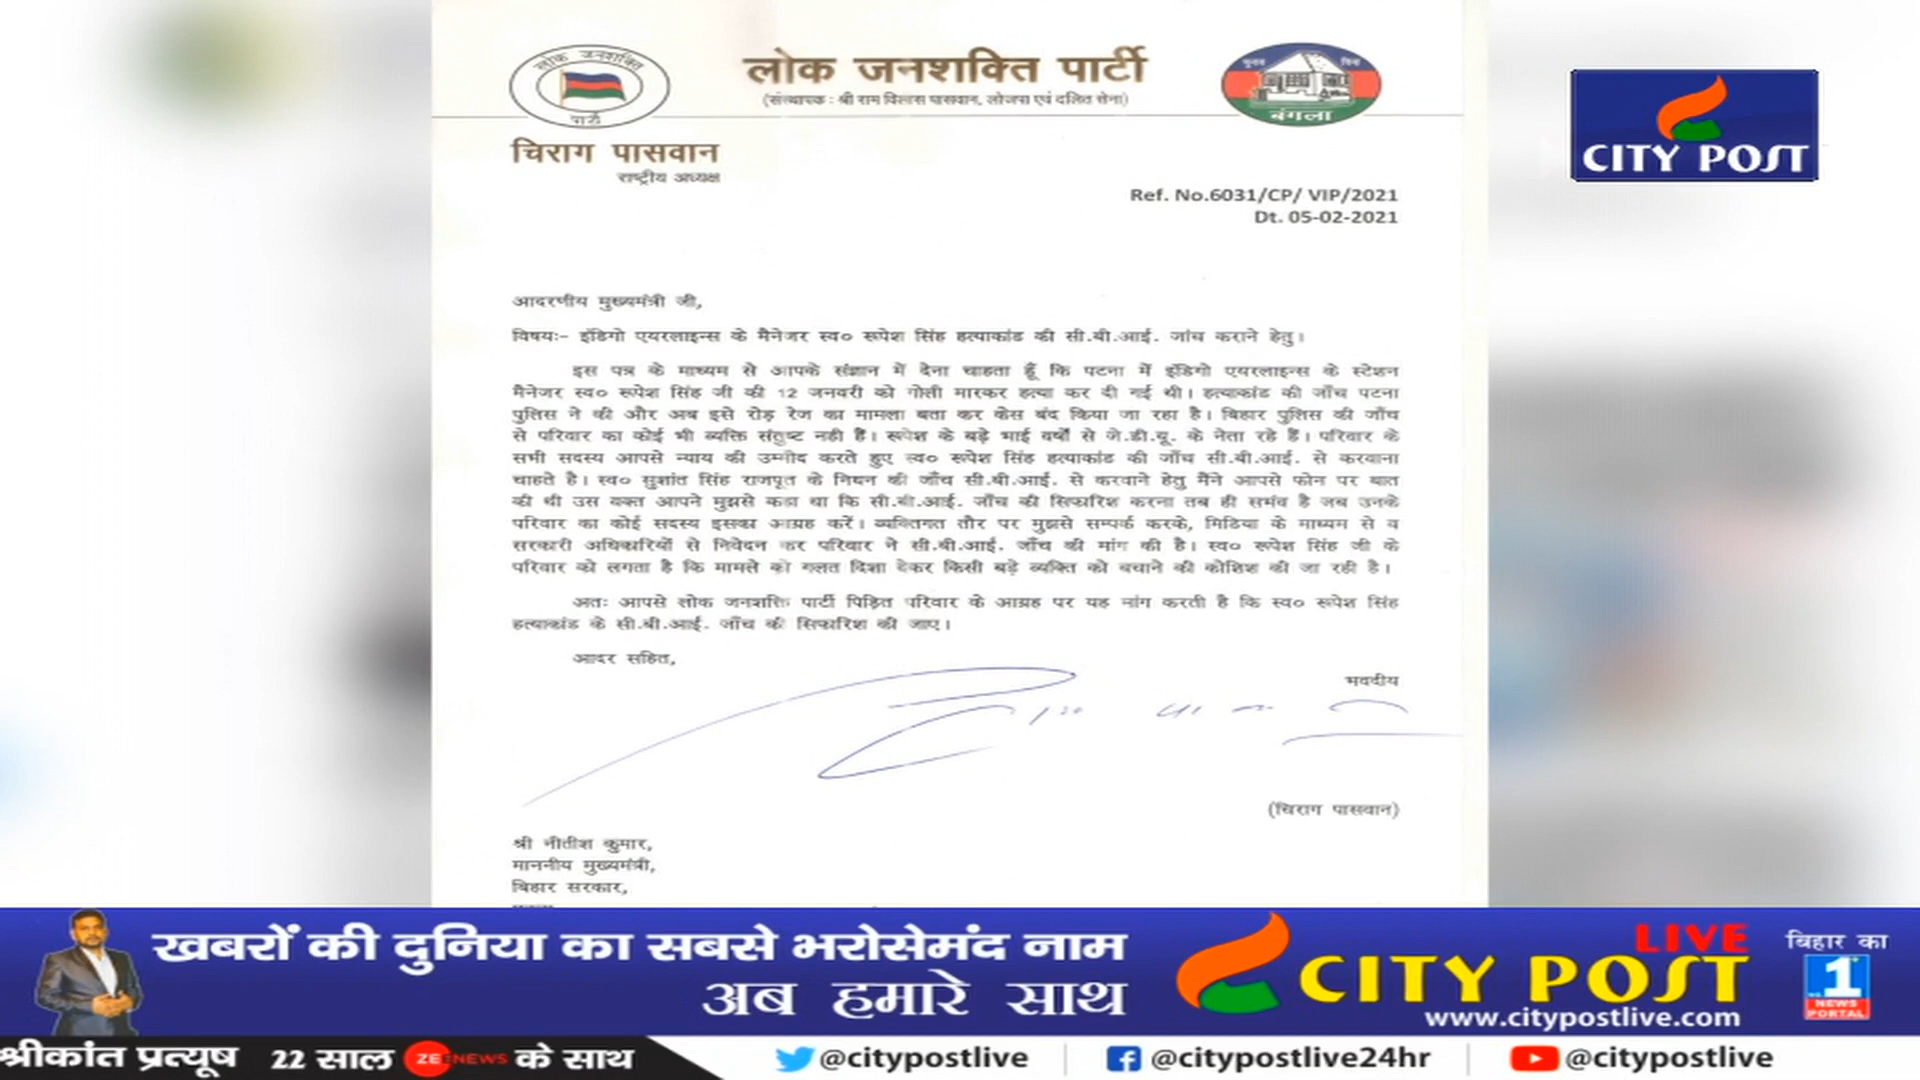 लोक जनशक्ति
पार्टी
लोक जनशक्ति पार्टी
(संस्थापक : श्री राम विलास पासवान, लोजपा एवं दलित सेना)
चुनाव चिन्ह
बंगला
CITY POST
चिराग पासवान
राष्ट्रीय अध्यक्ष
Ref. No.6031/CP/ VIP/2021
Dt. 05-02-2021
आदरणीय मुख्यमंत्री जी,
विषयः- इंडिगो एयरलाइन्स के मैनेजर स्व० रूपेश सिंह हत्याकांड की सी.बी.आई. जांच कराने हेतु।
इस पत्र के माध्यम से आपके संज्ञान में देना चाहता हूँ कि पटना में इंडिगो एयरलाइन्स के स्टेशन
मैनेजर स्व० रूपेश सिंह जी की 12 जनवरी को गोली मारकर हत्या कर दी गई थी। हत्याकांड की जाँच पटना
पुलिस ने की और अब इसे रोड़ रेज का मामला बता कर केस बंद किया जा रहा है। बिहार पुलिस की जाँच
से परिवार का कोई भी व्यक्ति संतुष्ट नही हैं। रूपेश के बड़े भाई वर्षों से जे.डी.यू. के नेता रहे हैं। परिवार के
सभी सदस्य आपसे न्याय की उम्मीद करते हुए स्व० रूपेश सिंह हत्याकांड की जाँच सी.बी.आई. से करवाना
चाहते है। स्व० सुशांत सिंह राजपूत के निधन की जाँच सी.बी.आई. से करवाने हेतु मैंने आपसे फोन पर बात
की थी उस वक्त आपने मुझसे कहा था कि सी.बी.आई. जाँच की सिफारिश करना तब ही संभव है जब उनके
परिवार का कोई सदस्य इसका आग्रह करें। व्यक्तिगत तौर पर मुझसे सम्पर्क करके, मिडिया के माध्यम से व
सरकारी अधिकारियों से निवेदन कर परिवार ने सी.बी.आई. जाँच की मांग की है। स्व० रूपेश सिंह जी के
परिवार को लगता है कि मामले को गलत दिशा देकर किसी बड़े व्यक्ति को बचाने की कोशिश की जा रही है।
अतः आपसे लोक जनशक्ति पार्टी पिड़ित परिवार के आग्रह पर यह मांग करती है कि स्व० रूपेश सिंह
हत्याकांड के सी.बी.आई. जाँच की सिफारिश की जाए।
आदर सहित,
भवदीय
(चिराग पासवान)
श्री नीतीश कुमार,
माननीय मुख्यमंत्री,
बिहार सरकार,
खबरों की दुनिया का सबसे भरोसेमंद नाम
अब हमारे साथ
LIVE
CITY POST
www.citypostlive.com
बिहार का
No. 1
NEWS
PORTAL
श्रीकांत प्रत्यूष 22 साल ZEE NEWS के साथ
@citypostlive
@citypostlive24hr
@citypostlive